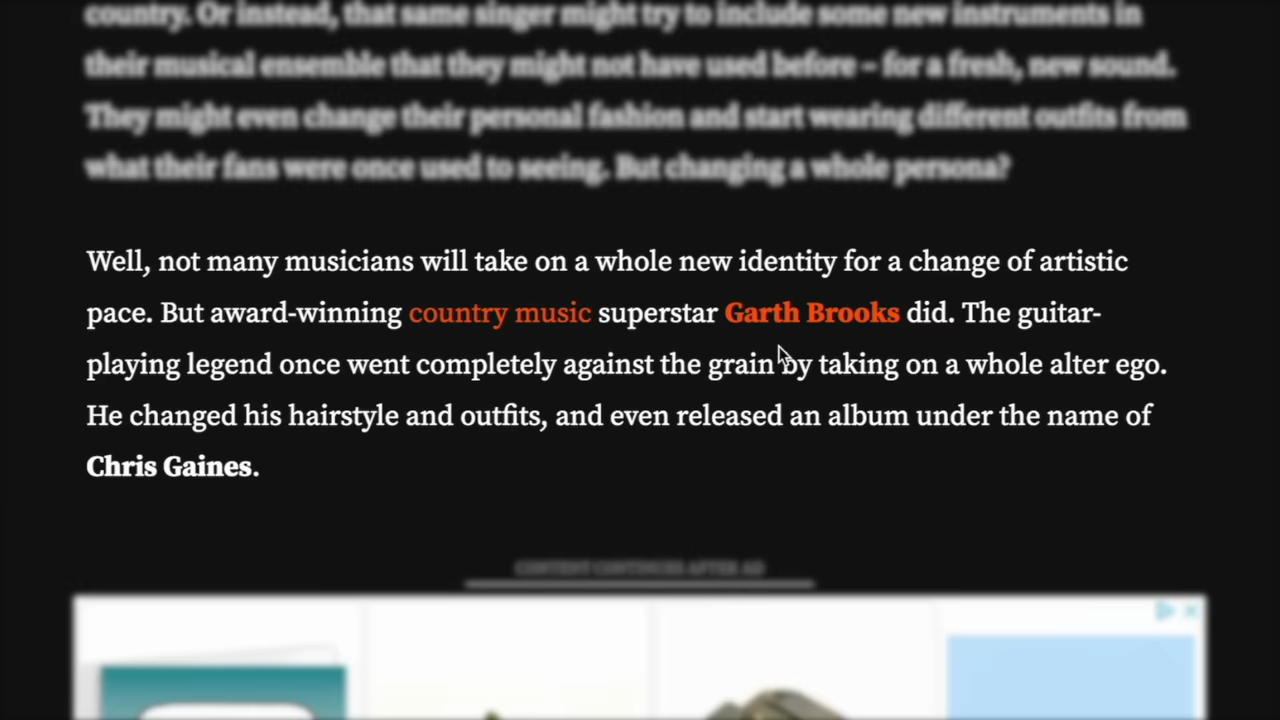 country. Or instead, that same singer might try to include some new instruments in
their musical ensemble that they might not have used before – for a fresh, new sound.
They might even change their personal fashion and start wearing different outfits from
what their fans were once used to seeing. But changing a whole persona?
Well, not many musicians will take on a whole new identity for a change of artistic
pace. But award-winning country music superstar Garth Brooks did. The guitar-
playing legend once went completely against the grain by taking on a whole alter ego.
He changed his hairstyle and outfits, and even released an album under the name of
Chris Gaines.
CONTENT CONTINUES AFTER AD